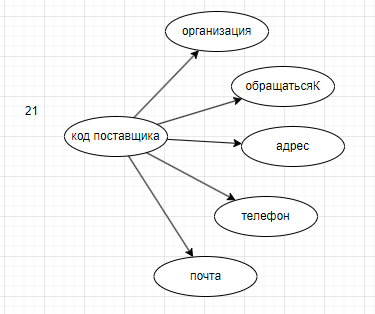 организация
обращатьсяК
21
код поставщика
адрес
телефон
почта